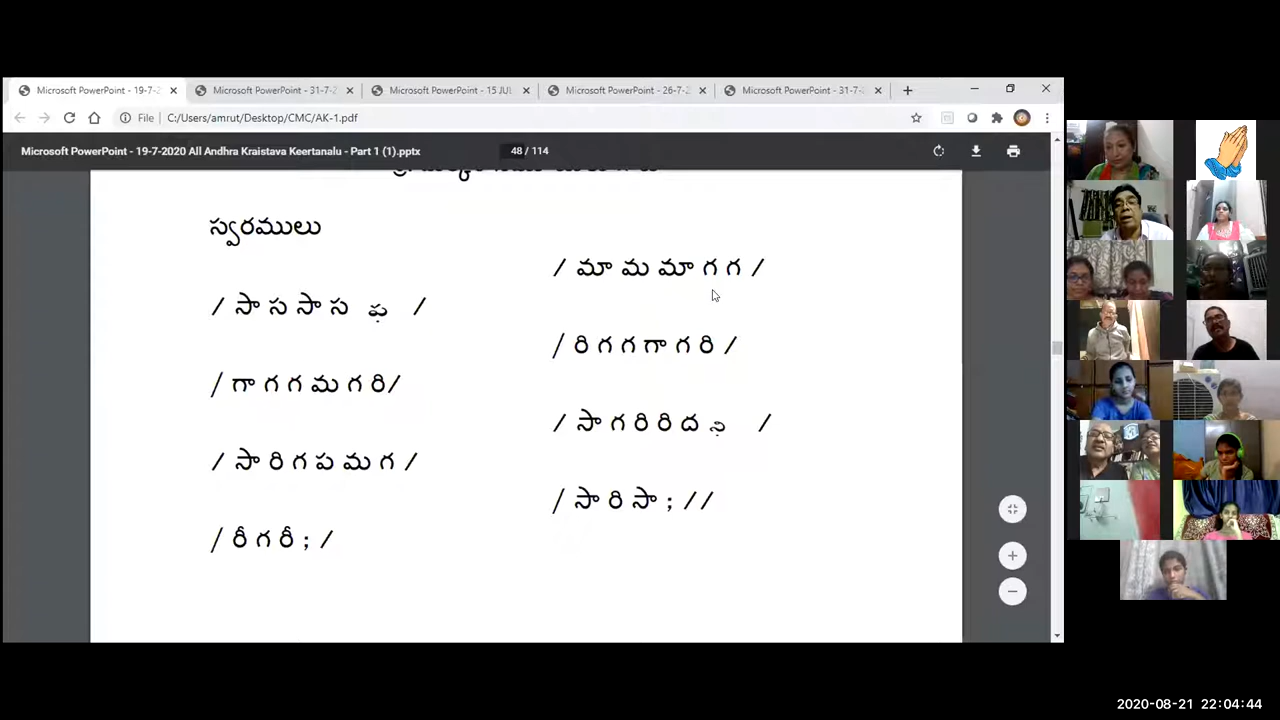 Microsoft PowerPoint - 19-7-2
Microsoft PowerPoint - 31-7-2
Microsoft PowerPoint - 15 JUL
Microsoft PowerPoint - 26-7-2
Microsoft PowerPoint - 31-7-2
File C:/Users/amrut/Desktop/CMC/AK-1.pdf
Microsoft PowerPoint - 19-7-2020 All Andhra Kraistava Keertanalu - Part 1 (1).pptx 48 / 114
స్వరములు
/ సా స సా స ప /
/ గా గ గ మ గ రి/
/ సా రి గ ప మ గ /
/ రీ గ రీ ; /
/ మా మ మా గ గ /
/ రి గ గ గా గ రి /
/ సా గ రి రి ద ని /
/ సా రి సా ; / /
2020-08-21 22:04:44